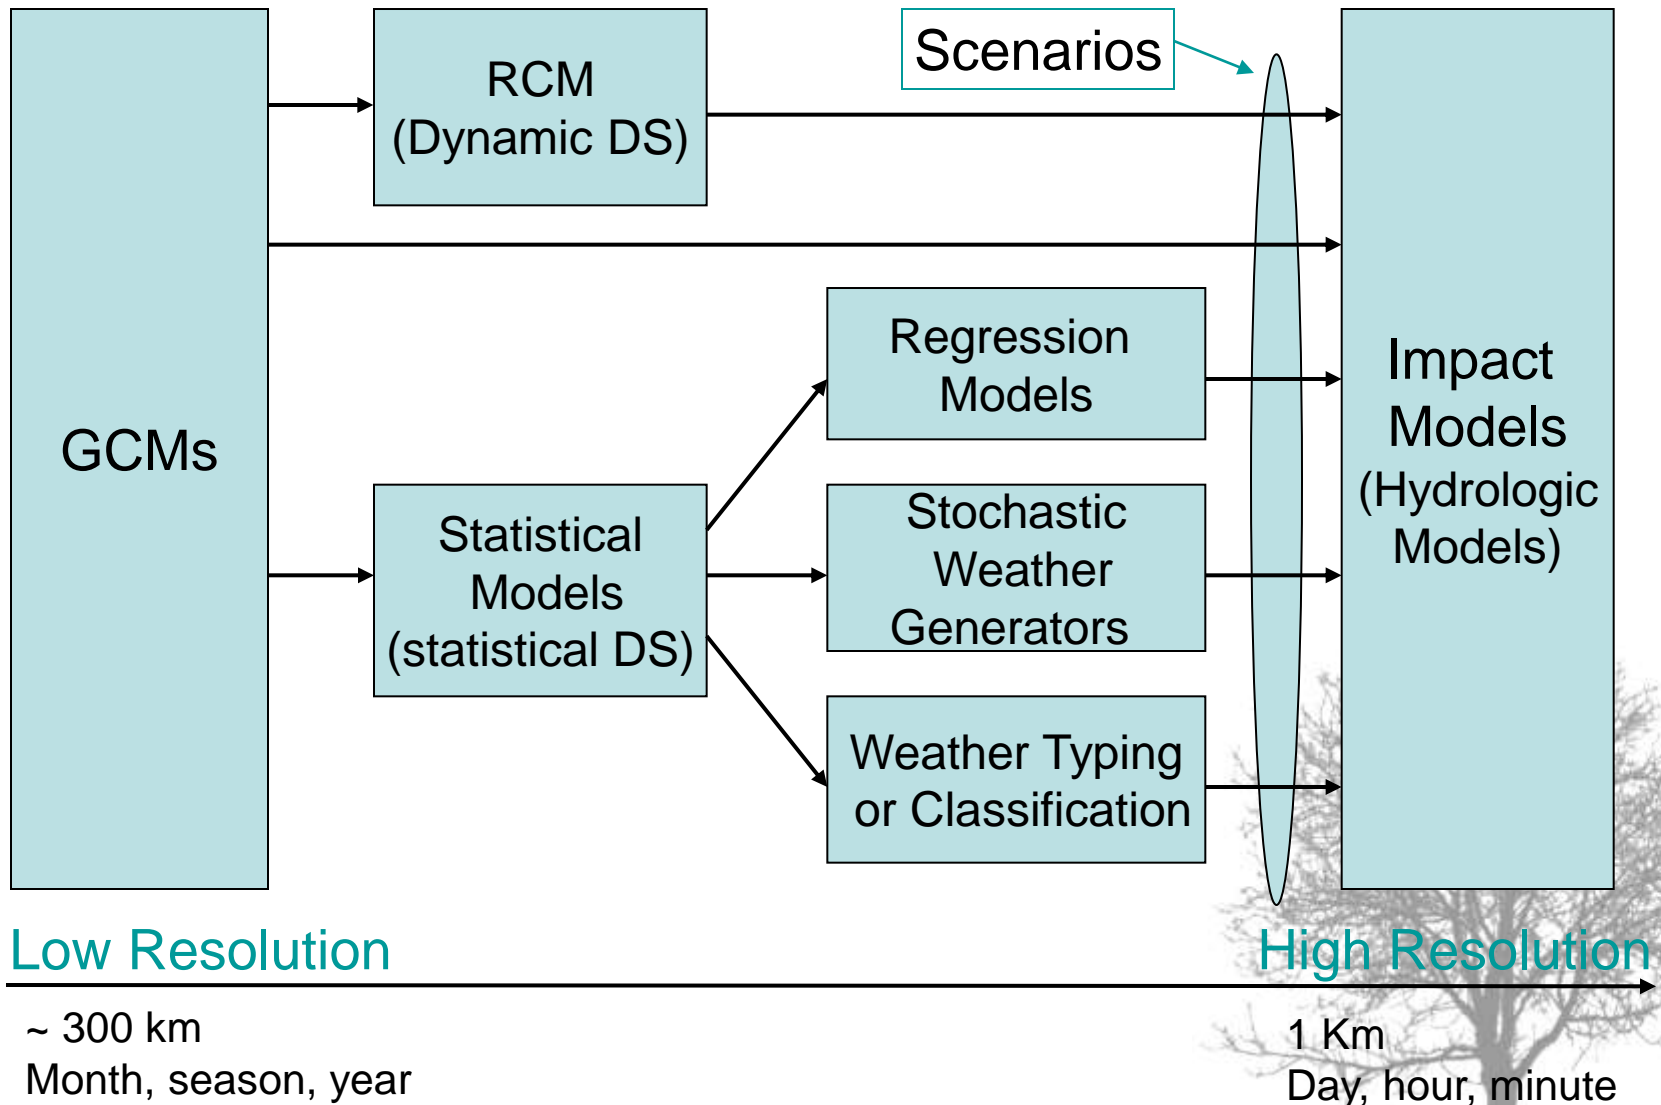 GCMs
RCM
(Dynamic DS)
Scenarios
Statistical
Models
(statistical DS)
Regression
Models
Stochastic
Weather
Generators
Weather Typing
or Classification
Impact
Models
(Hydrologic
Models)
Low Resolution
High Resolution
~ 300 km
Month, season, year
1 Km
Day, hour, minute